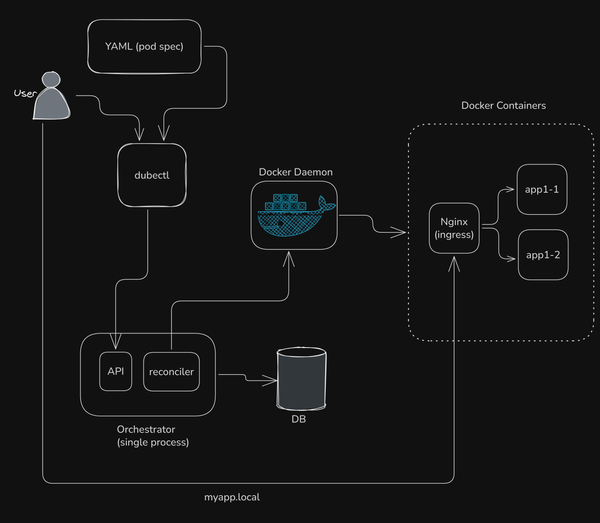 YAML (pod spec)
User
Docker Containers
dubectl
Docker Daemon
app1-1
Nginx
(ingress)
app1-2
API
reconciler
Orchestrator
(single process)
DB
myapp.local